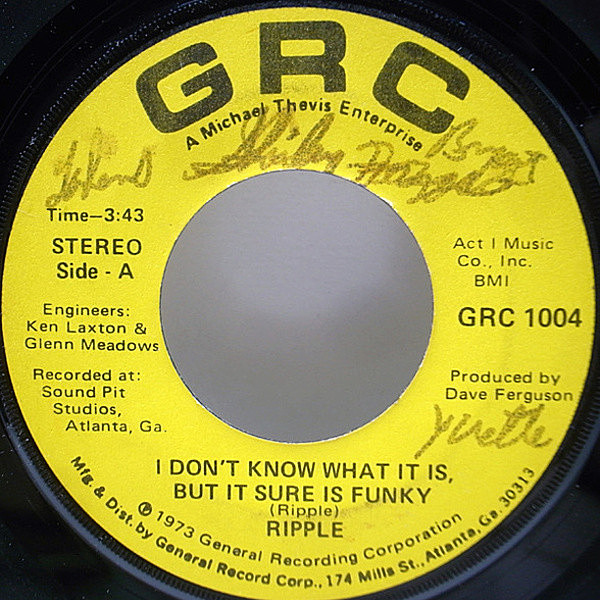 GRC
A Michael Thevis Enterprise
Shirley
Time—3:43
STEREO
Side - A
Act I Music
Co., Inc.
BMI
GRC 1004
Engineers:
Ken Laxton &
Glenn Meadows
Recorded at:
Sound Pit
Studios,
Atlanta, Ga.
Produced by
Dave Ferguson
I DON'T KNOW WHAT IT IS,
BUT IT SURE IS FUNKY
(Ripple)
RIPPLE
℗ 1973 General Recording Corporation
Mfg. & Dist. by General Record Corp., 174 Mills St., Atlanta, Ga. 30313